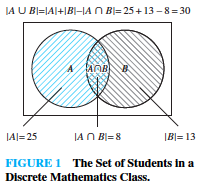 |A ∪ B|=|A|+|B|–|A ∩ B|= 25 + 13 – 8 = 30
A A∩B B
|A|= 25 |A ∩ B|= 8 |B|= 13
FIGURE 1 The Set of Students in a
Discrete Mathematics Class.